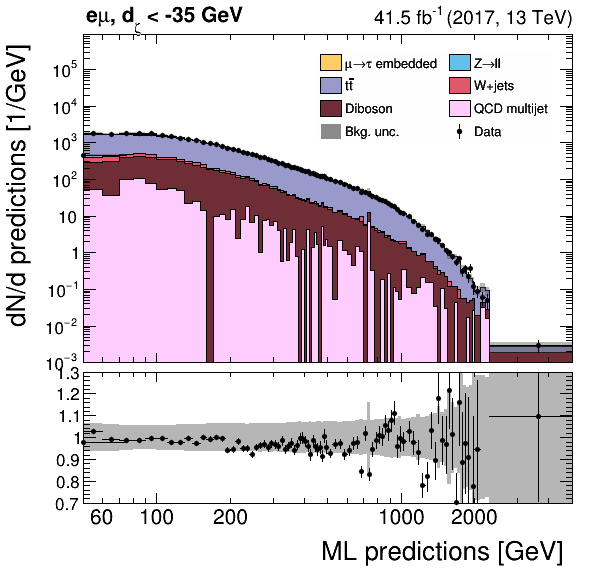 eμ, d_ζ < -35 GeV
41.5 fb⁻¹ (2017, 13 TeV)
dN/d predictions [1/GeV]
10⁵
10⁴
10³
10²
10
1
10⁻¹
10⁻²
10⁻³
μ→τ embedded
Z→ll
tt̄
W+jets
Diboson
QCD multijet
Bkg. unc.
Data
1.3
1.2
1.1
1
0.9
0.8
0.7
60 100 200 1000 2000
ML predictions [GeV]